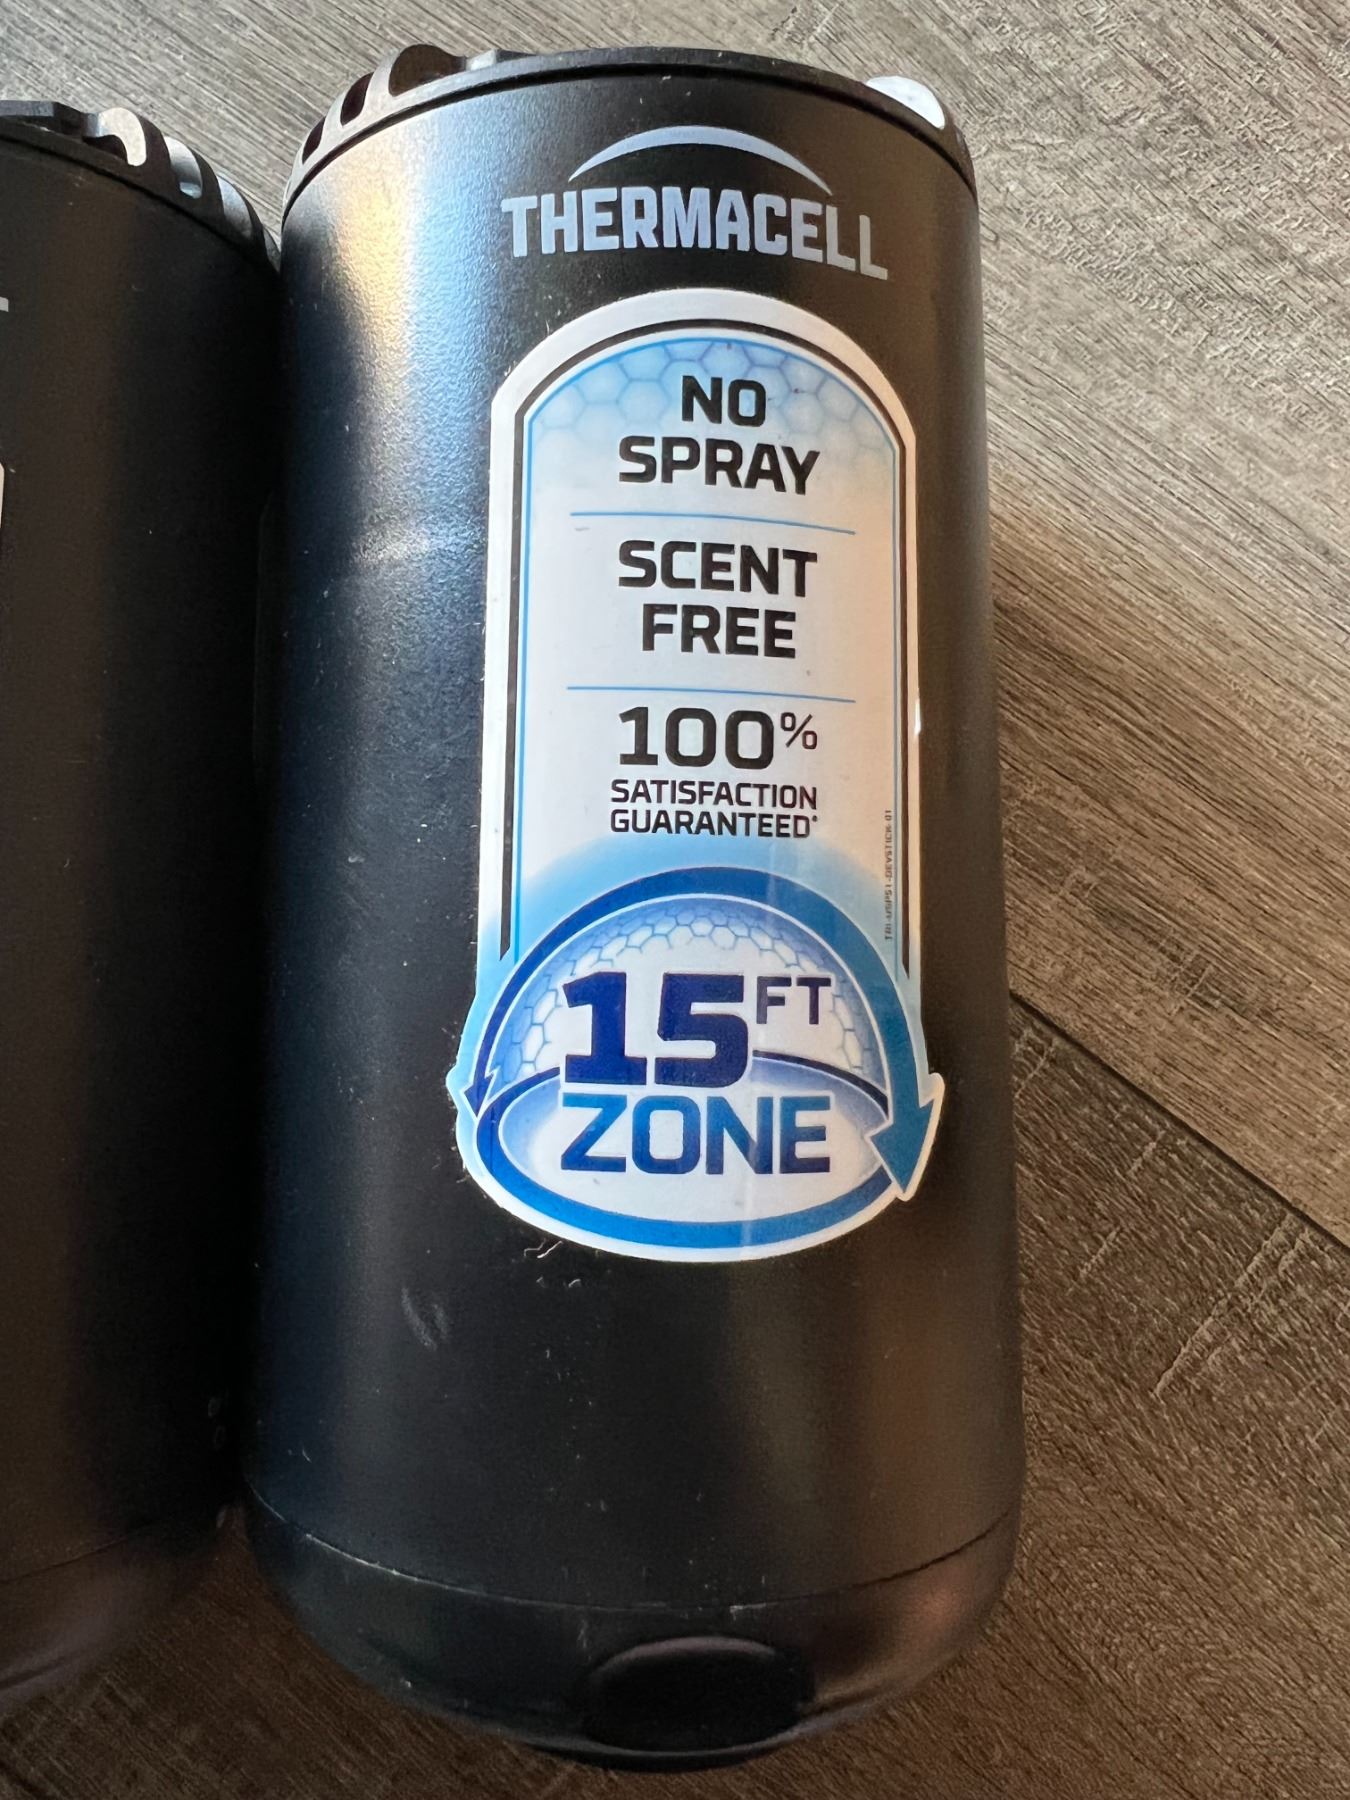 THERMACELL
NO
SPRAY
SCENT
FREE
100%
SATISFACTION
GUARANTEED*
15FT
ZONE